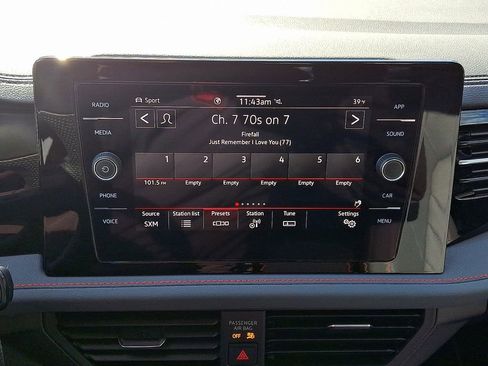 RADIO
MEDIA
PHONE
VOICE
Sport
11:43am
39°F
Ch. 7 70s on 7
Firefall
Just Remember I Love You (77)
1 2 3 4 5 6
101.5 FM Empty Empty Empty Empty Empty
Source Station list Presets Station Tune Settings
SXM
APP
SOUND
CAR
MENU
PASSENGER
AIR BAG
OFF